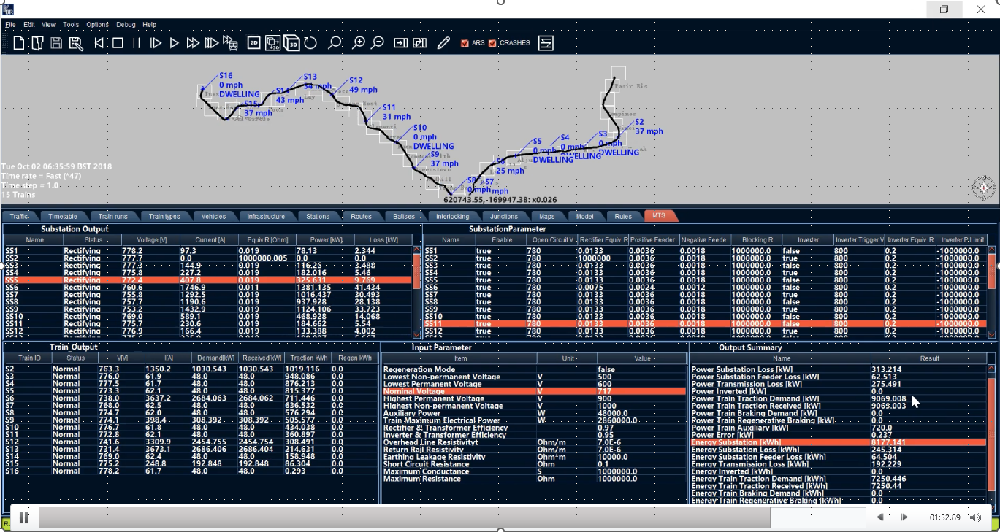 BR
File Edit View Tools Options Debug Help
2D 3D ARS CRASHES
S16
0 mph
DWELLING
S15
37 mph
S14
43 mph
S13
34 mph
S12
49 mph
S11
31 mph
S10
0 mph
DWELLING
S9
37 mph
S8
0 mph
S7
mph
S6
25 mph
S5
DWELLING
S4
0 mph
DWELLING
S3
0 mph
DWELLING
S2
37 mph
Pasir Ris
Tue Oct 02 06:35:59 BST 2018
Time rate = Fast (*47)
Time step = 1.0
15 Trains
620743.55,-169947.38: x0.026
Traffic Timetable Train runs Train types Vehicles Infrastructure Stations Routes Balises Interlocking Junctions Maps Model Rules MTS
Substation Output
Name Status Voltage [V] Current [A] Equiv.R [Ohm] Power [kW] Loss [kW]
SS1 Rectifying 778.2 97.3 0.019 78.13 2.344
SS2 Rectifying 777.7 0.0 1000000.005 0.0 0.0
SS3 Rectifying 777.3 144.9 0.019 116.26 3.488
SS4 Rectifying 775.8 227.2 0.019 182.016 5.46
SS5 Rectifying 772.4 407.8 0.019 325.631 9.769
SS6 Rectifying 760.6 1746.9 0.011 1381.135 41.434
SS7 Rectifying 755.8 1292.5 0.019 1016.437 30.493
SS8 Rectifying 757.7 1190.6 0.019 937.928 28.138
SS9 Rectifying 753.2 1432.9 0.019 1124.106 33.723
SS10 Rectifying 769.0 589.1 0.019 468.928 14.068
SS11 Rectifying 775.7 230.6 0.019 184.662 5.54
SS12 Rectifying 776.9 166.4 0.019 133.388 4.002
SubstationParameter
Name Enable Open Circuit V Rectifier Equiv. R Positive Feeder... Negative Feede... Blocking R Inverter Inverter Trigger V Inverter Equiv. R Inverter P. Limit
SS1 true 780 0.0133 0.0036 0.0018 1000000.0 false 800 0.2 -1000000.0
SS2 true 780 1000000 0.0036 0.0018 1000000.0 true 800 0.2 -1000000.0
SS3 true 780 0.0133 0.0036 0.0018 1000000.0 false 800 0.2 -1000000.0
SS4 true 780 0.0133 0.0036 0.0018 1000000.0 false 800 0.2 -1000000.0
SS5 true 780 0.0133 0.0036 0.0018 1000000.0 true 800 0.2 -1000000.0
SS6 true 780 0.0075 0.0024 0.0012 1000000.0 false 800 0.2 -1000000.0
SS7 true 780 0.0133 0.0036 0.0018 1000000.0 true 800 0.2 -1000000.0
SS8 true 780 0.0133 0.0036 0.0018 1000000.0 true 800 0.2 -1000000.0
SS9 true 780 0.0133 0.0036 0.0018 1000000.0 false 800 0.2 -1000000.0
SS10 true 780 0.0133 0.0036 0.0018 1000000.0 true 800 0.2 -1000000.0
SS11 true 780 0.0133 0.0036 0.0018 1000000.0 false 800 0.2 -1000000.0
SS12 true 780 0.0133 0.0036 0.0018 1000000.0 true 800 0.2 -1000000.0
Train Output
Train ID Status V[V] I[A] Demand[kW] Received[kW] Traction kWh Regen kWh
S2 Normal 763.3 1350.2 1030.543 1030.543 1019.116 0.0
S3 Normal 776.0 61.9 48.0 48.0 948.086 0.0
S4 Normal 777.5 61.7 48.0 48.0 876.213 0.0
S5 Normal 773.3 62.1 48.0 48.0 815.377 0.0
S6 Normal 738.0 3637.2 2684.063 2684.062 711.446 0.0
S7 Normal 768.0 62.5 48.0 48.0 636.532 0.0
S8 Normal 774.7 62.0 48.0 48.0 576.294 0.0
S9 Normal 774.1 398.4 308.392 308.392 505.577 0.0
S10 Normal 776.7 61.8 48.0 48.0 434.038 0.0
S11 Normal 772.8 62.1 48.0 48.0 360.897 0.0
S12 Normal 741.6 3309.9 2454.755 2454.754 308.491 0.0
S13 Normal 731.4 3673.1 2686.406 2686.404 214.631 0.0
S14 Normal 769.0 62.4 48.0 48.0 158.948 0.0
S15 Normal 775.2 248.8 192.848 192.848 86.304 0.0
S16 Normal 778.2 61.7 48.0 48.0 0.293 0.0
Input Parameter
Item Unit Value
Regeneration Mode false
Lowest Non-permanent Voltage V 500
Lowest Permanent Voltage V 600
Nominal Voltage V 717
Highest Permanent Voltage V 900
Highest Non-permanent Voltage V 1000
Auxiliary Power W 48000.0
Train Maximum Electrical Power W 2860000.0
Rectifier & Transformer Efficiency 0.97
Inverter & Transformer Efficiency 0.95
Overhead Line Resistivityt Ohm/m 7.0E-6
Return Rail Resistivity Ohm/m 7.0E-6
Earthing Leakage Resistivity Ohm*m 10000.0
Short Circuit Resistance Ohm 0.1
Maximum Conductance S 1000000.0
Maximum Resistance Ohm 1000000.0
Output Summary
Name Result
Power Substation Loss [kW] 313.214
Power Substation Feeder Loss [kW] 62.513
Power Transmission Loss [kW] 275.491
Power Inverted [kW] 0.0
Power Train Traction Demand [kW] 9069.008
Power Train Traction Received [kW] 9069.003
Power Train Braking Demand [kW] 0.0
Power Train Regenerative Braking [kW] 0.0
Power Train Auxiliary [kW] 720.0
Power Error [kW] 0.237
Energy Substation [kWh] 8177.141
Energy Substation Loss [kWh] 245.314
Energy Substation Feeder Loss [kWh] 64.504
Energy Transmission Loss [kWh] 192.229
Energy Inverted [kWh] 0.0
Energy Train Traction Demand [kWh] 7250.446
Energy Train Traction Received [kWh] 7250.44
Energy Train Braking Demand [kWh] 0.0
Energy Train Regenerative Braking [kWh] 0.0
01:52.89